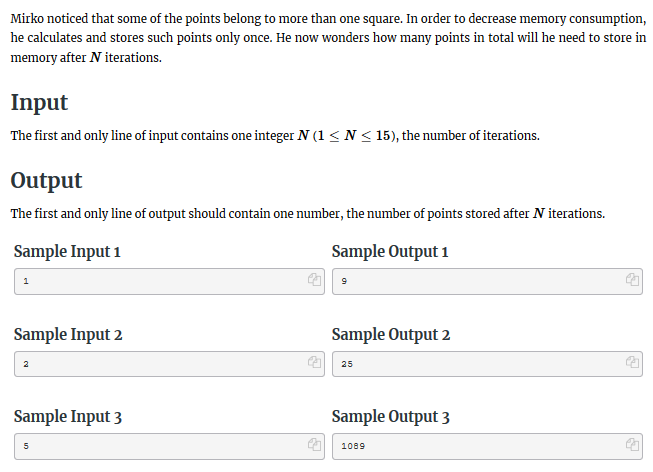 Mirko noticed that some of the points belong to more than one square. In order to decrease memory consumption,
he calculates and stores such points only once. He now wonders how many points in total will he need to store in
memory after N iterations.
Input
The first and only line of input contains one integer N (1 ≤ N ≤ 15), the number of iterations.
Output
The first and only line of output should contain one number, the number of points stored after N iterations.
Sample Input 1 Sample Output 1
1 9
Sample Input 2 Sample Output 2
2 25
Sample Input 3 Sample Output 3
5 1089